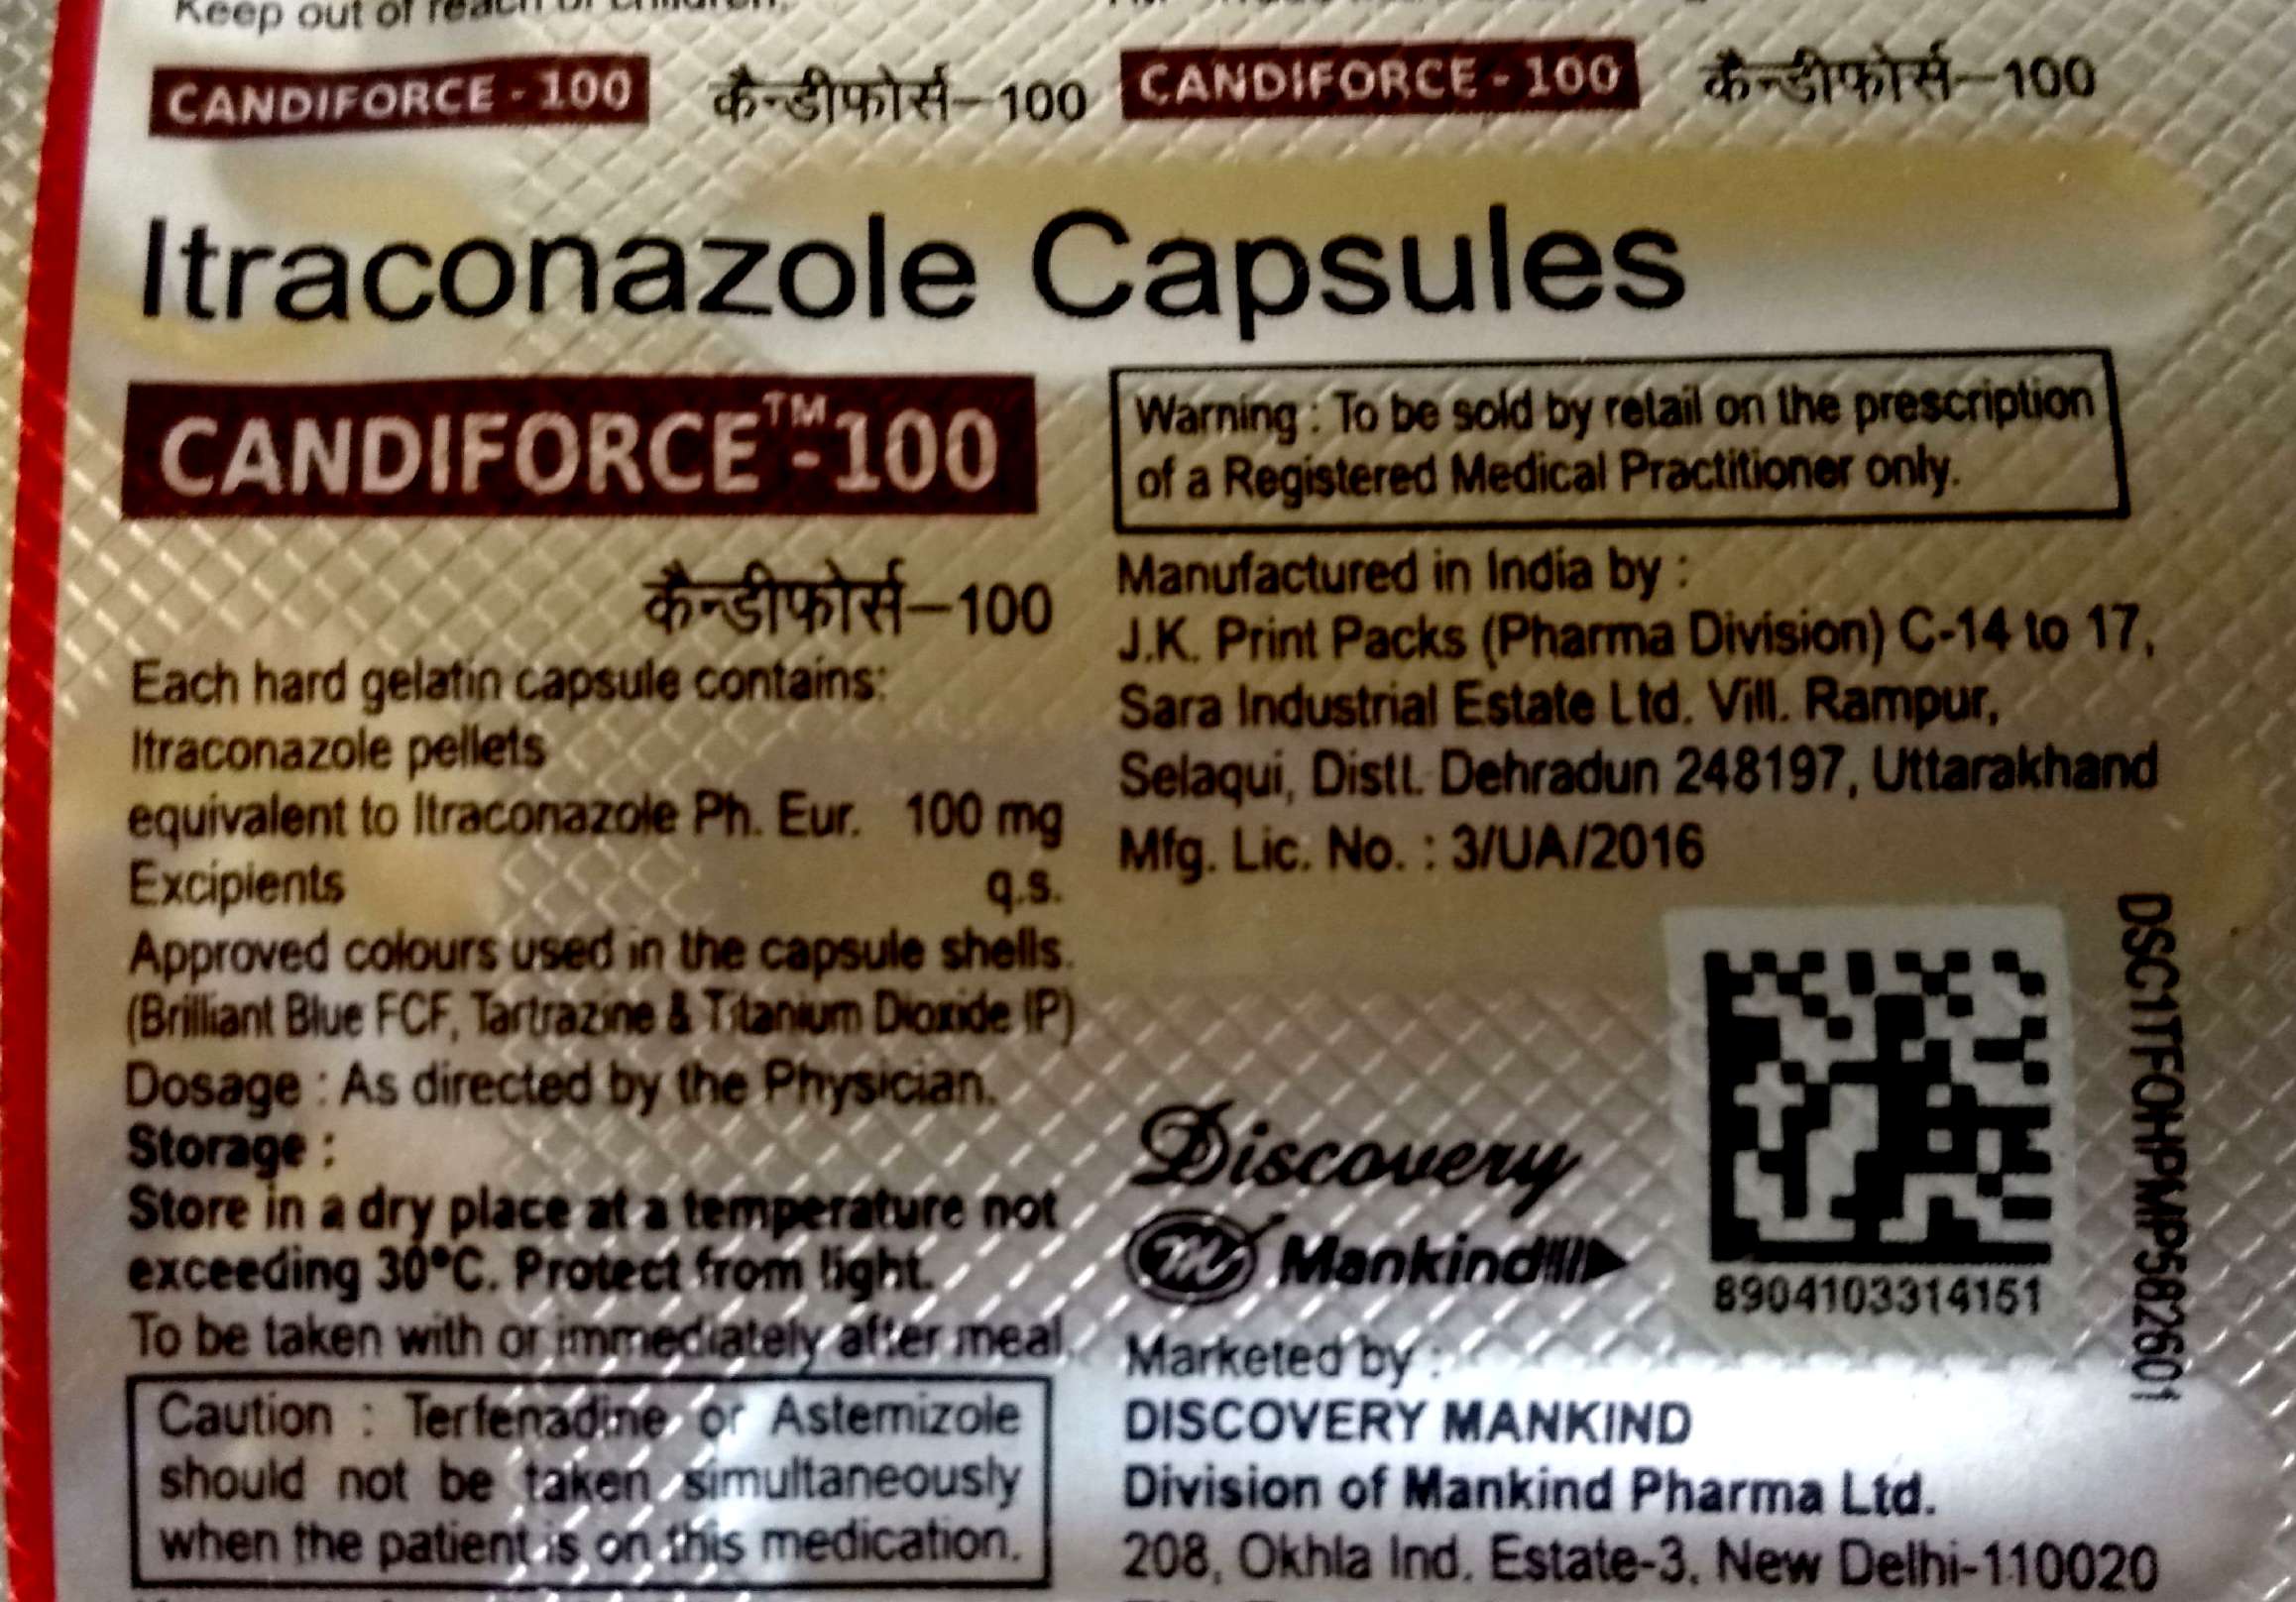 Keep out of reach of children.
CANDIFORCE - 100 कैन्डीफोर्स–100 CANDIFORCE - 100 कैन्डीफोर्स–100
Itraconazole Capsules
CANDIFORCE™-100
कैन्डीफोर्स–100
Each hard gelatin capsule contains:
Itraconazole pellets
equivalent to Itraconazole Ph. Eur. 100 mg
Excipients q.s.
Approved colours used in the capsule shells.
(Brilliant Blue FCF, Tartrazine & Titanium Dioxide IP)
Dosage : As directed by the Physician.
Storage :
Store in a dry place at a temperature not
exceeding 30°C. Protect from light.
To be taken with or immediately after meal.
Caution : Terfenadine or Astemizole
should not be taken simultaneously
when the patient is on this medication.
Warning : To be sold by retail on the prescription
of a Registered Medical Practitioner only.
Manufactured in India by :
J.K. Print Packs (Pharma Division) C-14 to 17,
Sara Industrial Estate Ltd. Vill. Rampur,
Selaqui, Distt. Dehradun 248197, Uttarakhand
Mfg. Lic. No. : 3/UA/2016
Discovery
Mankind
8904103314151
DSC1TFOHPMP582601
Marketed by :
DISCOVERY MANKIND
Division of Mankind Pharma Ltd.
208, Okhla Ind. Estate-3, New Delhi-110020